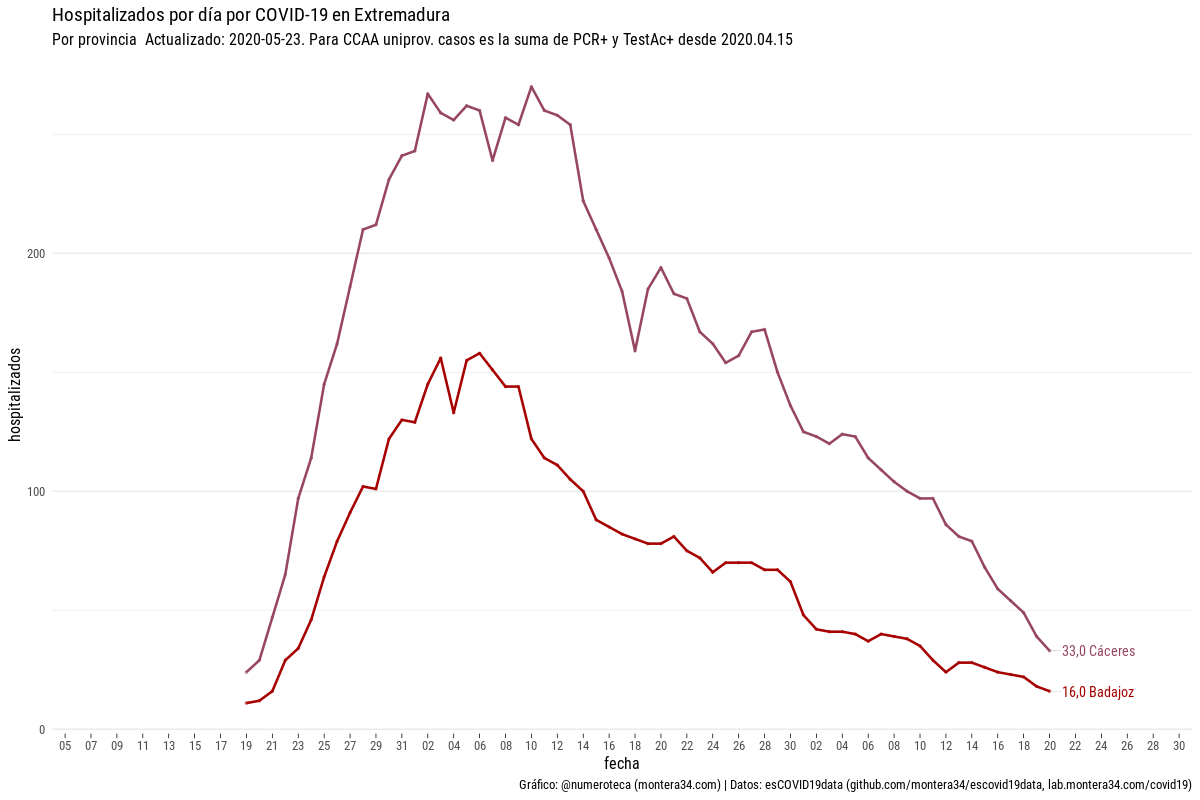 Hospitalizados por día por COVID-19 en Extremadura
Por provincia  Actualizado: 2020-05-23. Para CCAA uniprov. casos es la suma de PCR+ y TestAc+ desde 2020.04.15
hospitalizados
200
100
0
33,0 Cáceres
16,0 Badajoz
05 07 09 11 13 15 17 19 21 23 25 27 29 31 02 04 06 08 10 12 14 16 18 20 22 24 26 28 30 02 04 06 08 10 12 14 16 18 20 22 24 26 28 30
fecha
Gráfico: @numeroteca (montera34.com) | Datos: esCOVID19data (github.com/montera34/escovid19data, lab.montera34.com/covid19)